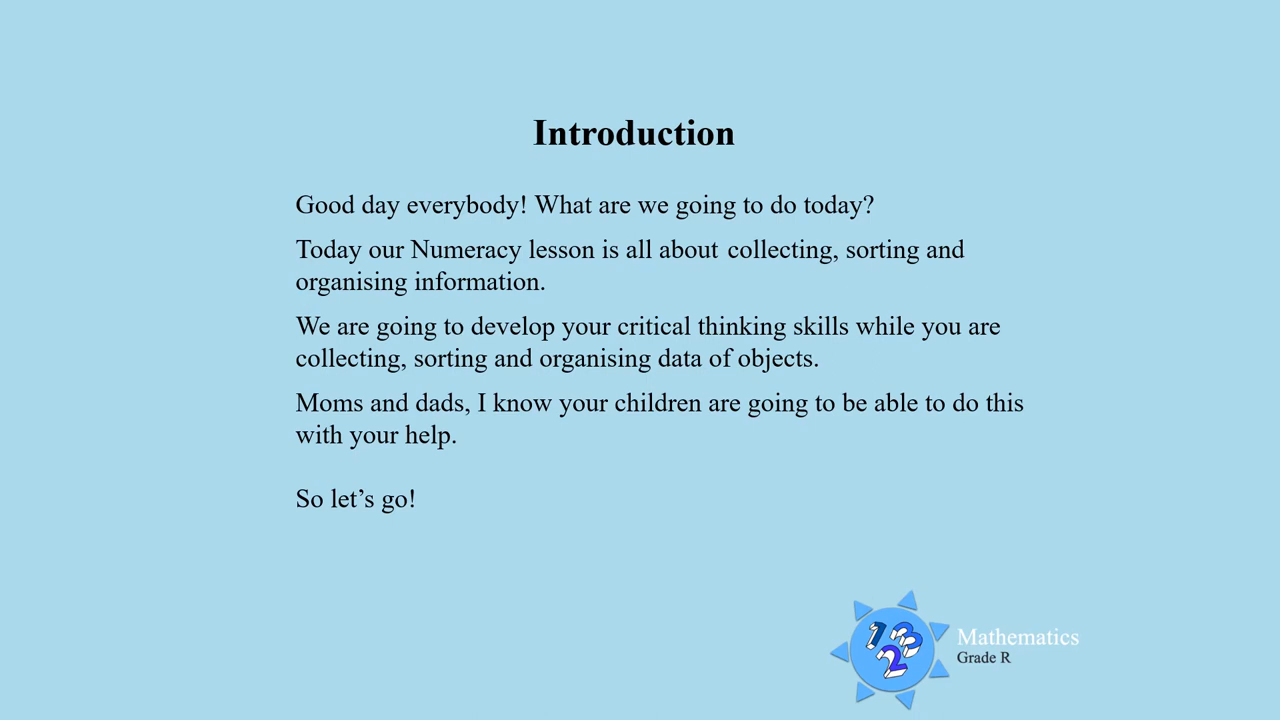 Introduction
Good day everybody! What are we going to do today?
Today our Numeracy lesson is all about collecting, sorting and
organising information.
We are going to develop your critical thinking skills while you are
collecting, sorting and organising data of objects.
Moms and dads, I know your children are going to be able to do this
with your help.
So let’s go!
1 3
2
Mathematics
Grade R